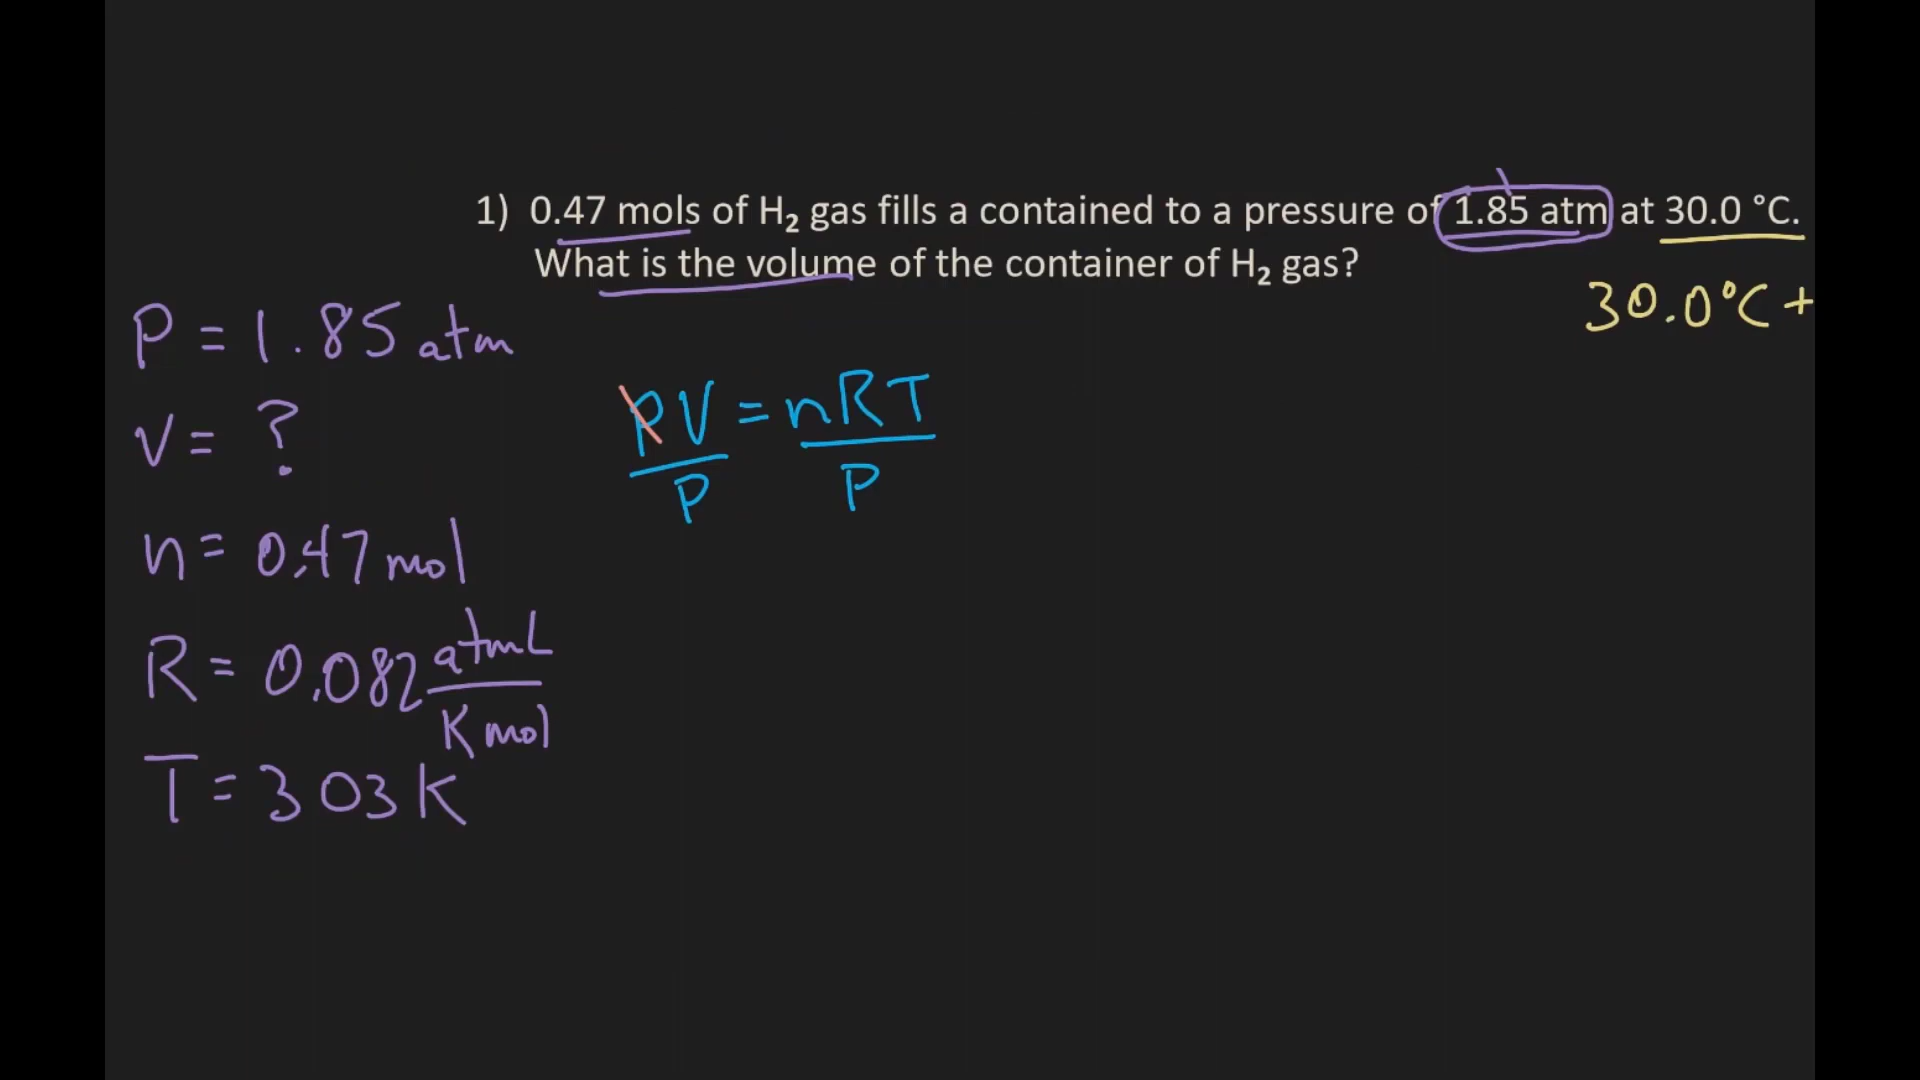 1) 0.47 mols of H₂ gas fills a contained to a pressure of 1.85 atm at 30.0 °C.
What is the volume of the container of H₂ gas?
30.0°C +
P = 1.85 atm
V = ?
n = 0.47 mol
R = 0.082 atmL / K mol
T = 303 K
PV / P = nRT / P